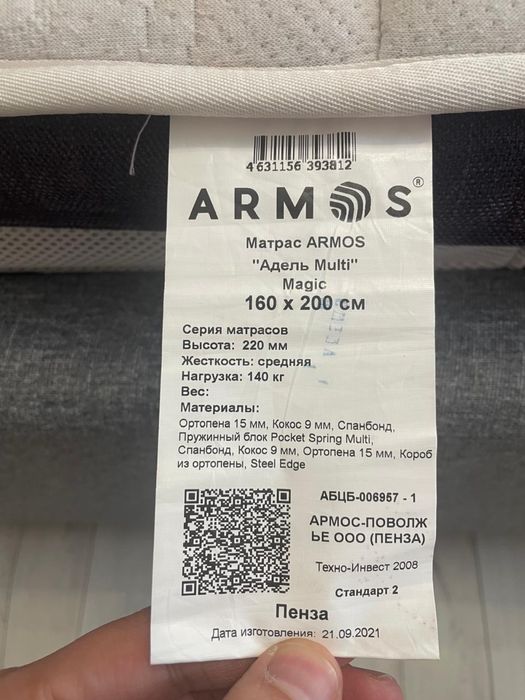 4 631156 393812
ARMOS®
Матрас ARMOS
"Адель Multi"
Magic
160 x 200 см
Серия матрасов
Высота: 220 мм
Жесткость: средняя
Нагрузка: 140 кг
Вес:
Материалы:
Ортопена 15 мм, Кокос 9 мм, Спанбонд,
Пружинный блок Pocket Spring Multi,
Спанбонд, Кокос 9 мм, Ортопена 15 мм, Короб
из ортопены, Steel Edge
АБЦБ-006957 - 1
АРМОС-ПОВОЛЖ
ЬЕ ООО (ПЕНЗА)
Техно-Инвест 2008
Стандарт 2
Пенза
Дата изготовления: 21.09.2021